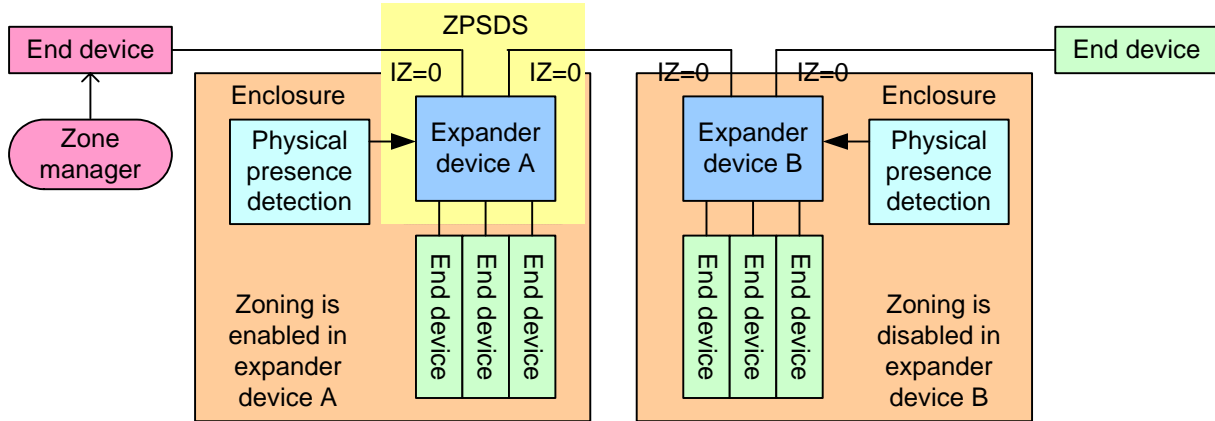 ZPSDS
End device
End device
IZ=0
IZ=0
IZ=0
IZ=0
Enclosure
Enclosure
Zone
manager
Physical
presence
detection
Expander
device A
Expander
device B
Physical
presence
detection
End device
End device
End device
End device
End device
End device
Zoning is
enabled in
expander
device A
Zoning is
disabled in
expander
device B